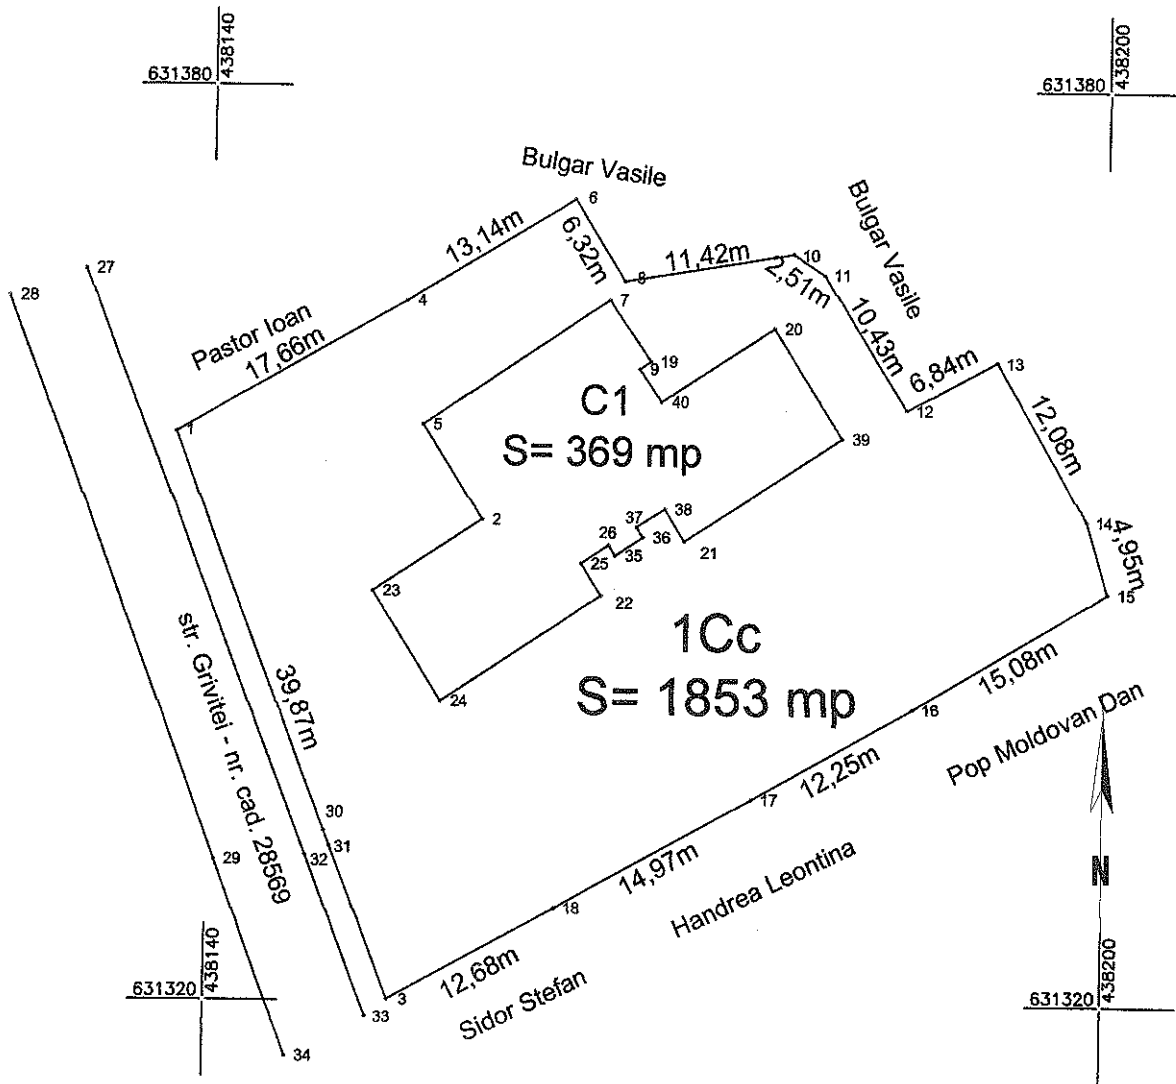 631380
438140
631380
438200
Bulgar Vasile
Bulgar Vasile
6
13,14m
6,32m
8
11,42m
10
2,51m
11
27
28
4
7
Pastor Ioan
17,66m
10,43m
20
19
9
6,84m
13
C1
S= 369 mp
40
12
12,08m
1
5
39
2
38
37
36
26
35
21
25
14
4,95m
23
22
15
1Cc
S= 1853 mp
str. Grivitei - nr. cad. 28569
39,87m
24
15,08m
16
Pop Moldovan Dan
12,25m
17
30
31
32
29
14,97m
Handrea Leontina
N
18
12,68m
Sidor Stefan
3
33
34
631320
438140
631320
438200